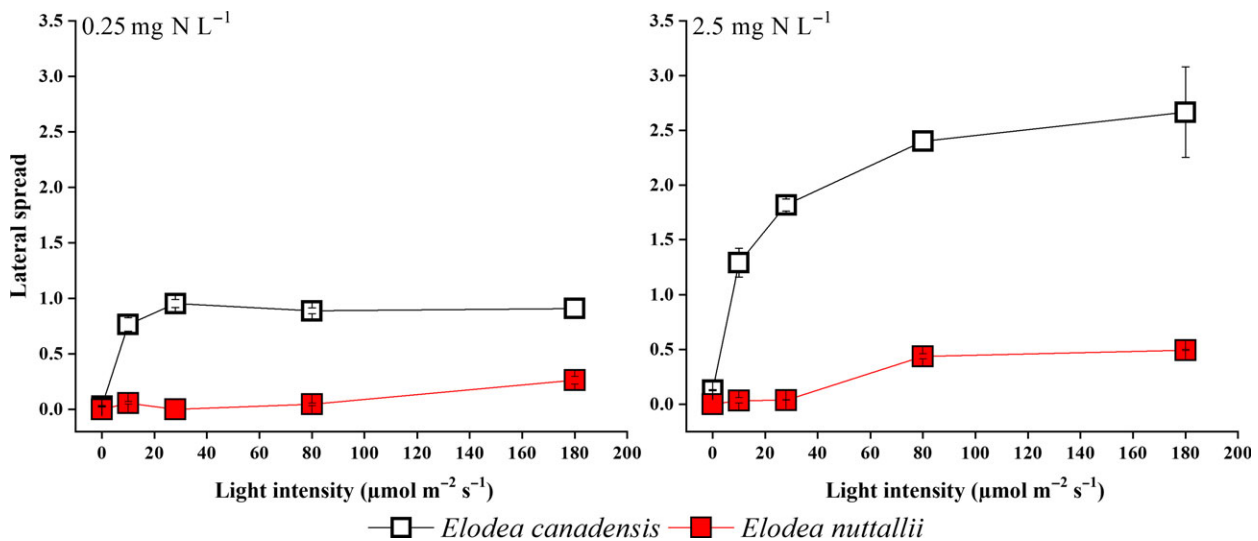 0.25 mg N L⁻¹
3.5
3.0
2.5
2.0
1.5
1.0
0.5
0.0
Lateral spread
0 20 40 60 80 100 120 140 160 180 200
Light intensity (µmol m⁻² s⁻¹)
2.5 mg N L⁻¹
3.5
3.0
2.5
2.0
1.5
1.0
0.5
0.0
0 20 40 60 80 100 120 140 160 180 200
Light intensity (µmol m⁻² s⁻¹)
Elodea canadensis Elodea nuttallii